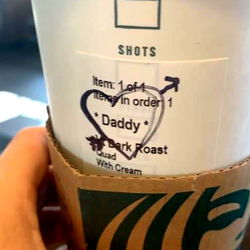 SHOTS
Item: 1 of 1
Items in order: 1
* Daddy *
Dark Roast
Quad
With Cream